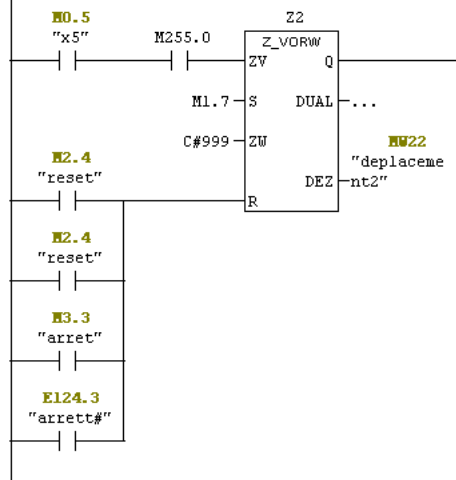 M0.5
"x5"
M255.0
Z2
Z_VORW
ZV
Q
M1.7
S
DUAL
...
C#999
ZW
MW22
"deplaceme
nt2"
DEZ
M2.4
"reset"
R
M2.4
"reset"
M3.3
"arret"
E124.3
"arrett#"